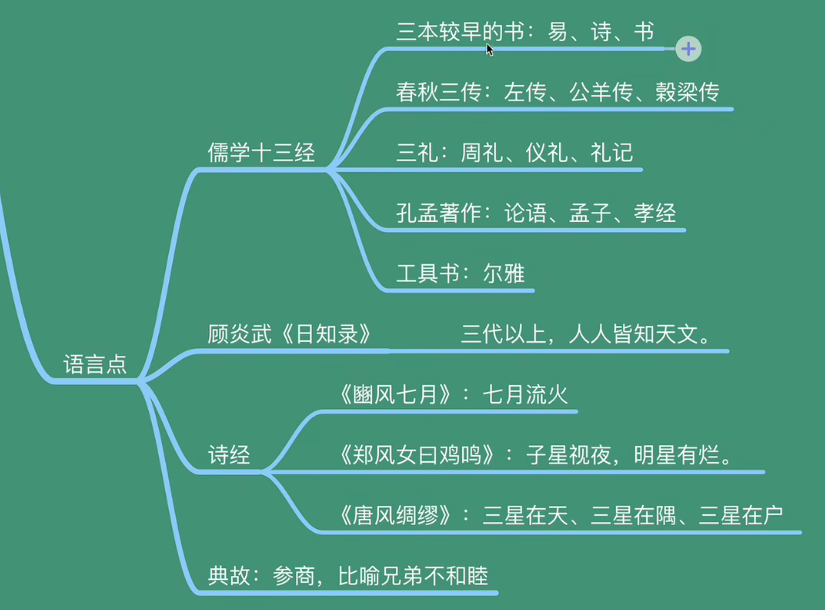 三本较早的书：易、诗、书
春秋三传：左传、公羊传、榖梁传
儒学十三经
三礼：周礼、仪礼、礼记
孔孟著作：论语、孟子、孝经
工具书：尔雅
顾炎武《日知录》 三代以上，人人皆知天文。
语言点
《豳风七月》：七月流火
诗经
《郑风女曰鸡鸣》：子星视夜，明星有烂。
《唐风绸缪》：三星在天、三星在隅、三星在户
典故：参商，比喻兄弟不和睦